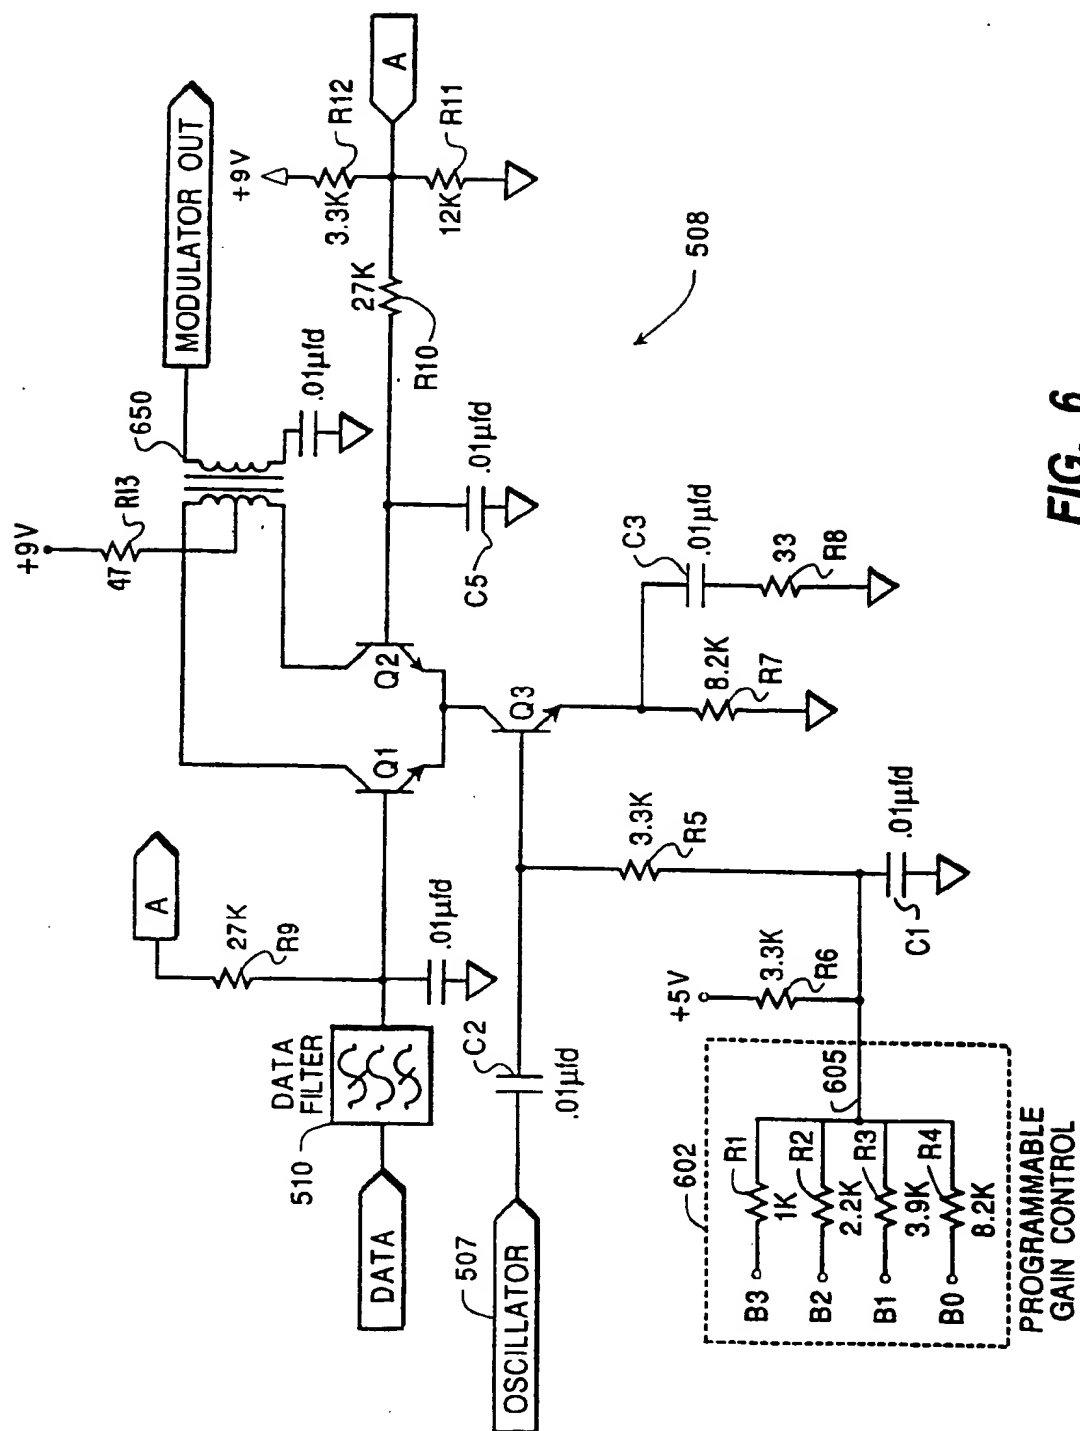 +9V
47
R13
650
MODULATOR OUT
+9V
3.3K
R12
A
12K
R11
27K
R10
.01µfd
C5
.01µfd
A
27K
R9
.01µfd
Q1
Q2
Q3
DATA
510
DATA
FILTER
OSCILLATOR
507
C2
.01µfd
3.3K
R5
8.2K
R7
C3
.01µfd
33
R8
C1
.01µfd
+5V
3.3K
R6
605
602
B3
1K
R1
B2
2.2K
R2
B1
3.9K
R3
B0
8.2K
R4
PROGRAMMABLE
GAIN CONTROL
508
FIG. 6